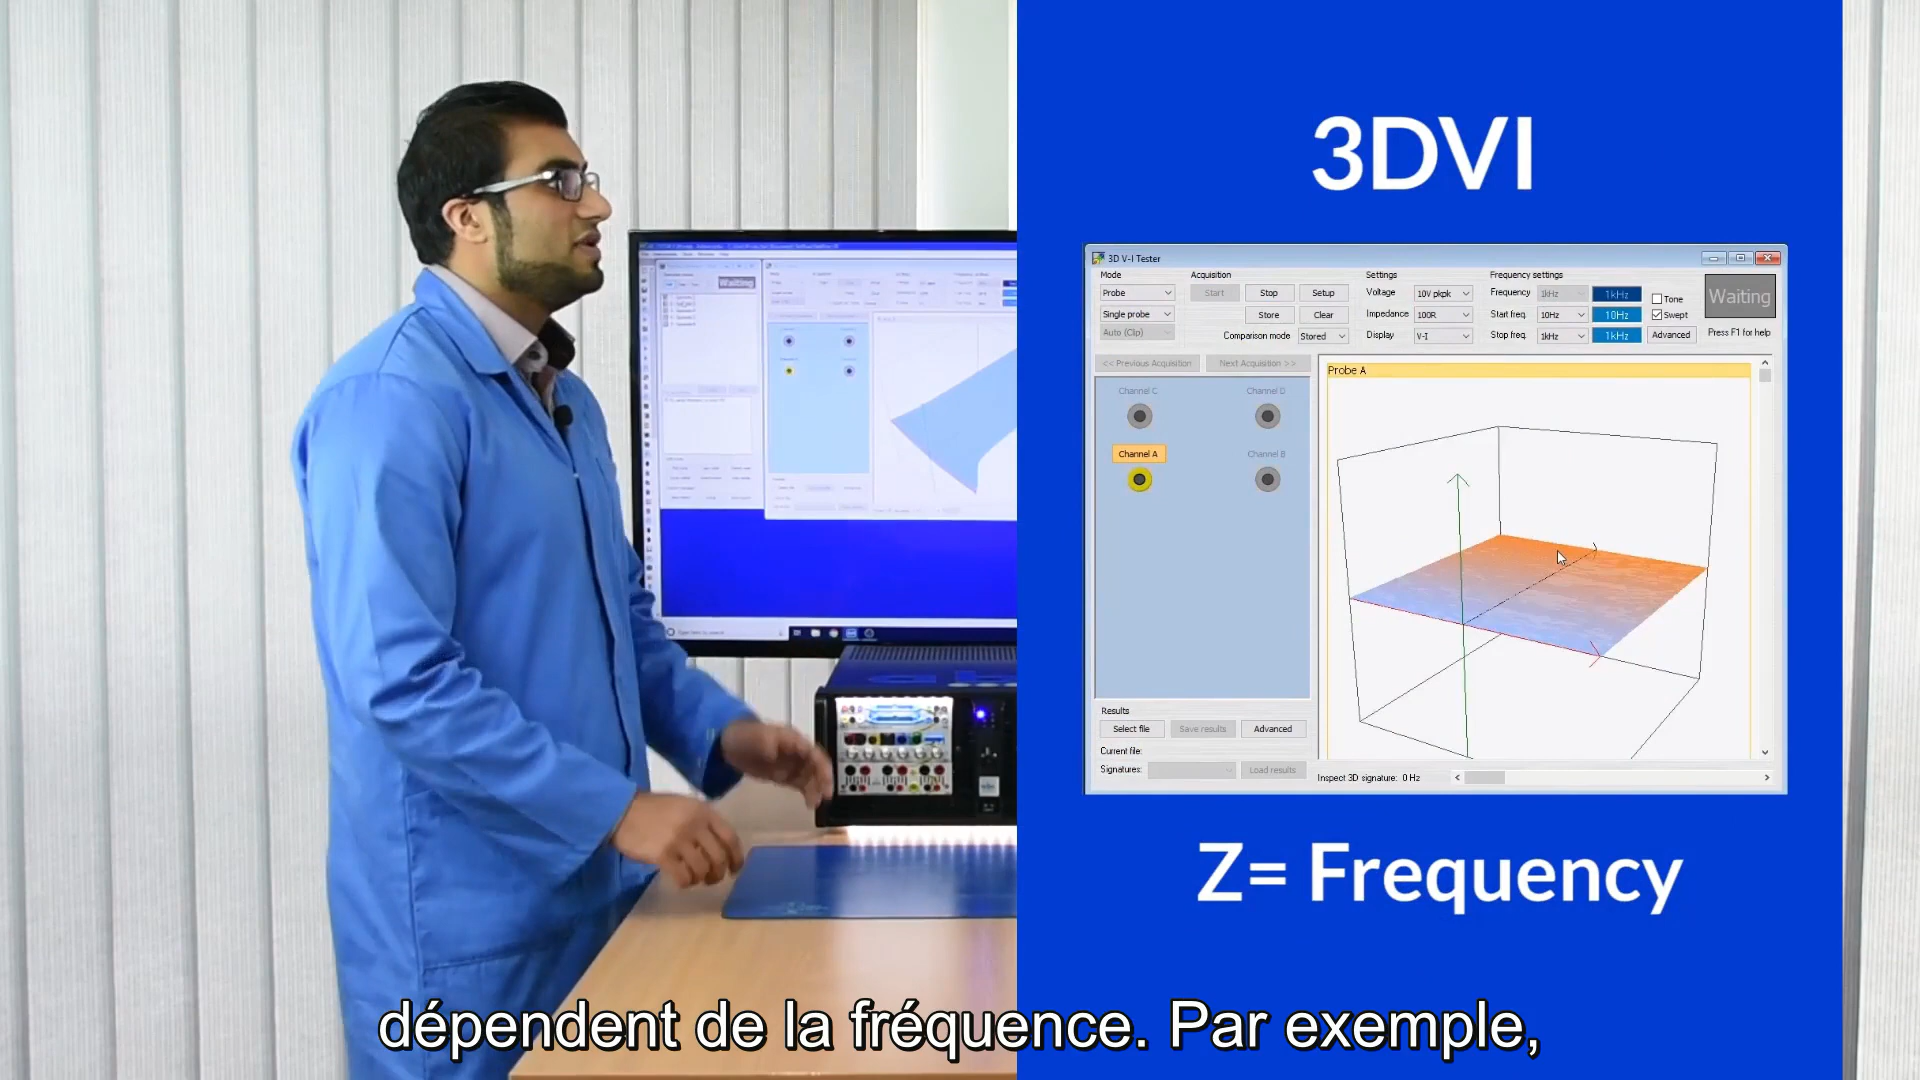 3DVI
3D V-I Tester
Mode
Acquisition
Settings
Frequency settings
Probe
Start
Stop
Setup
Voltage
10V pkpk
Frequency
1kHz
1kHz
Tone
Waiting
Single probe
Store
Clear
Impedance
100R
Start freq.
10Hz
10Hz
Swept
Auto (Clip)
Comparison mode
Stored
Display
V-I
Stop freq.
1kHz
1kHz
Advanced
Press F1 for help
<< Previous Acquisition
Next Acquisition >>
Probe A
Channel C
Channel D
Channel A
Channel B
Results
Select file
Save results
Advanced
Current file:
Signatures:
Load results
Inspect 3D signature: 0 Hz
Waiting
Z= Frequency
dépendent de la fréquence. Par exemple,